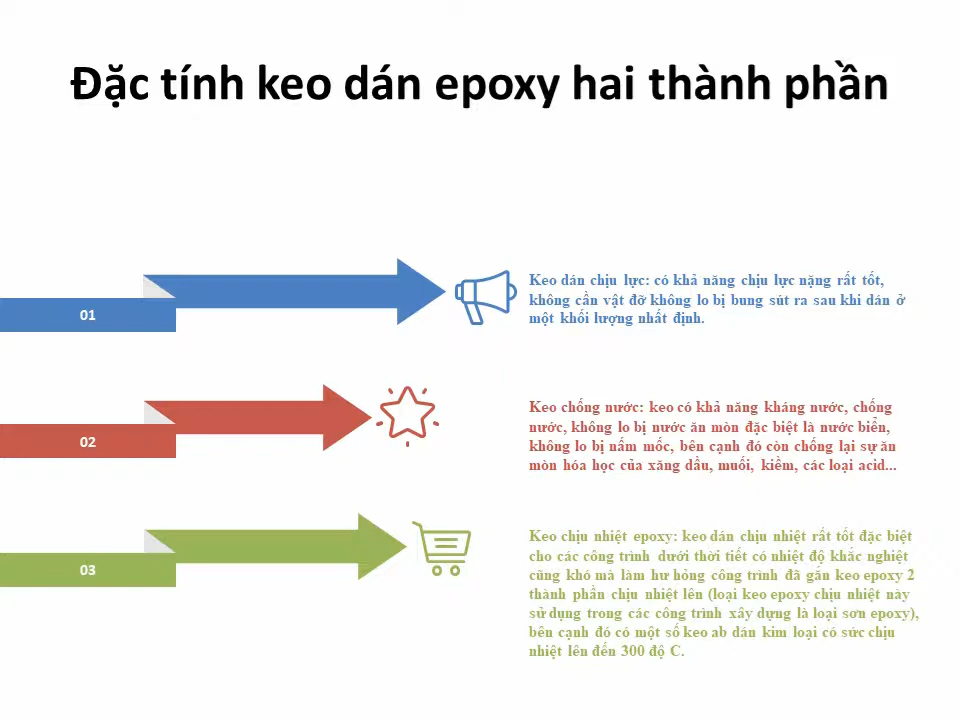 Đặc tính keo dán epoxy hai thành phần
01
Keo dán chịu lực: có khả năng chịu lực nặng rất tốt,
không cần vật đỡ không lo bị bung sút ra sau khi dán ở
một khối lượng nhất định.
02
Keo chống nước: keo có khả năng kháng nước, chống
nước, không lo bị nước ăn mòn đặc biệt là nước biển,
không lo bị nấm mốc, bên cạnh đó còn chống lại sự ăn
mòn hóa học của xăng dầu, muối, kiềm, các loại acid...
03
Keo chịu nhiệt epoxy: keo dán chịu nhiệt rất tốt đặc biệt
cho các công trình dưới thời tiết có nhiệt độ khắc nghiệt
cũng khó mà làm hư hỏng công trình đã gắn keo epoxy 2
thành phần chịu nhiệt lên (loại keo epoxy chịu nhiệt này
sử dụng trong các công trình xây dựng là loại sơn epoxy),
bên cạnh đó có một số keo ab dán kim loại có sức chịu
nhiệt lên đến 300 độ C.